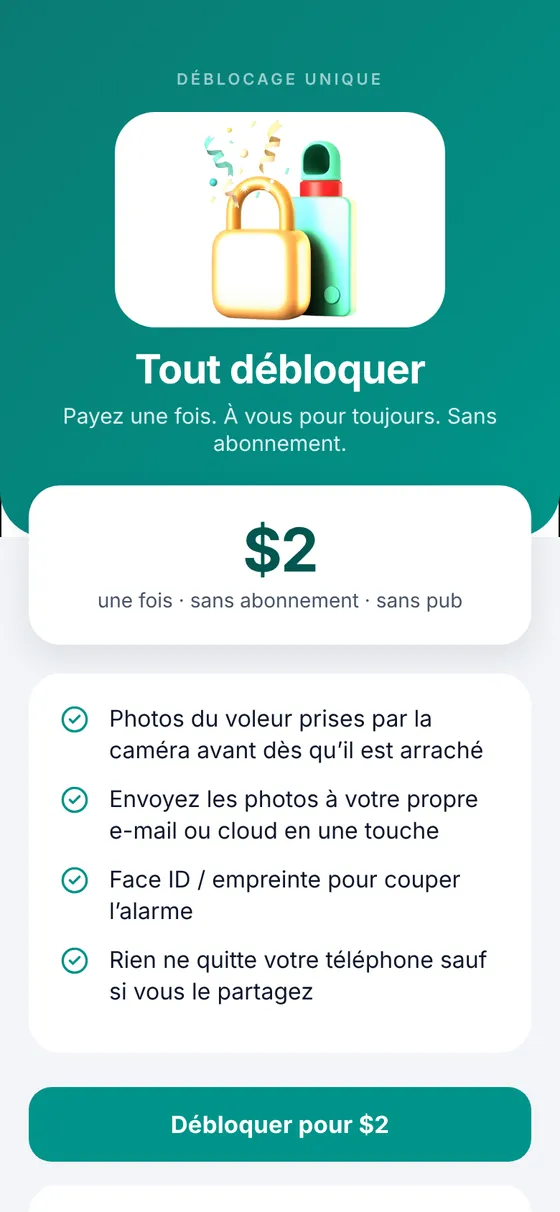 DÉBLOCAGE UNIQUE
Tout débloquer
Payez une fois. À vous pour toujours. Sans
abonnement.
$2
une fois · sans abonnement · sans pub
Photos du voleur prises par la
caméra avant dès qu’il est arraché
Envoyez les photos à votre propre
e-mail ou cloud en une touche
Face ID / empreinte pour couper
l’alarme
Rien ne quitte votre téléphone sauf
si vous le partagez
Débloquer pour $2